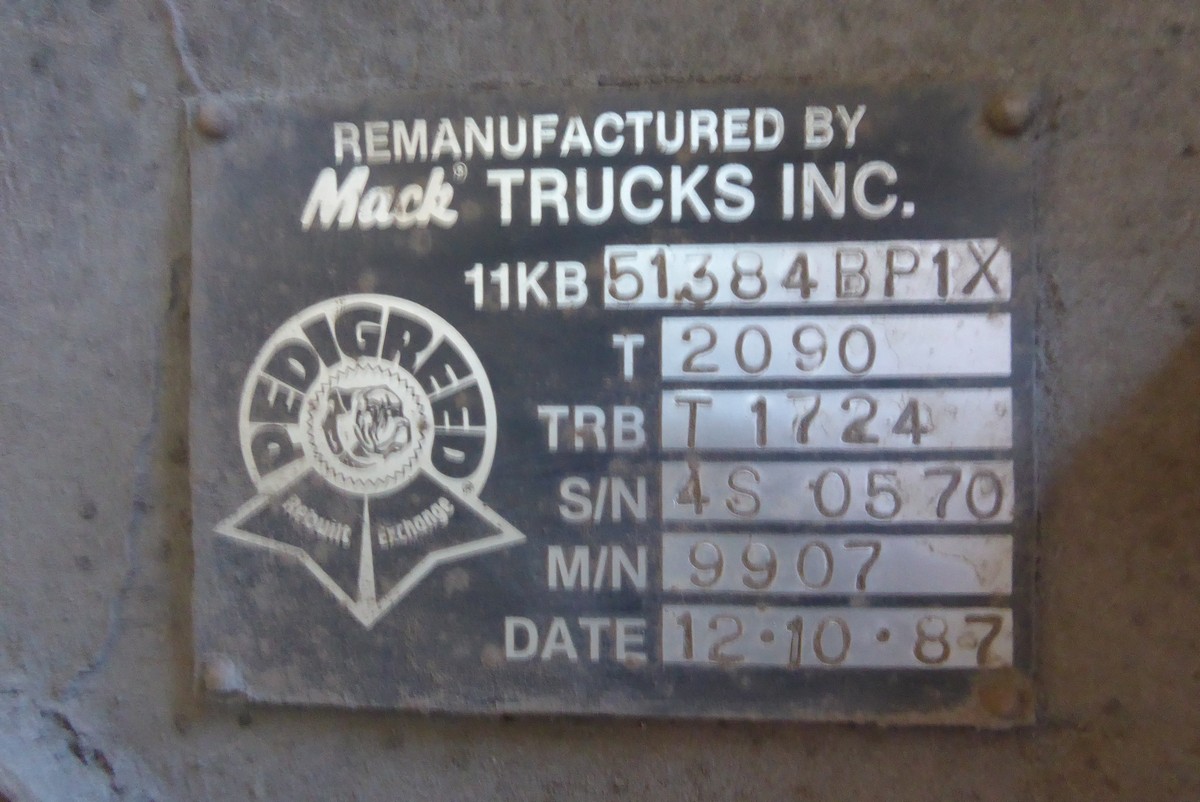 REMANUFACTURED BY
Mack® TRUCKS INC.
11KB 51384BP1X
T 2090
TRB T1724
S/N 4S 0570
M/N 9907
DATE 12·10·87
PEDIGREED®
Rebuilt Exchange